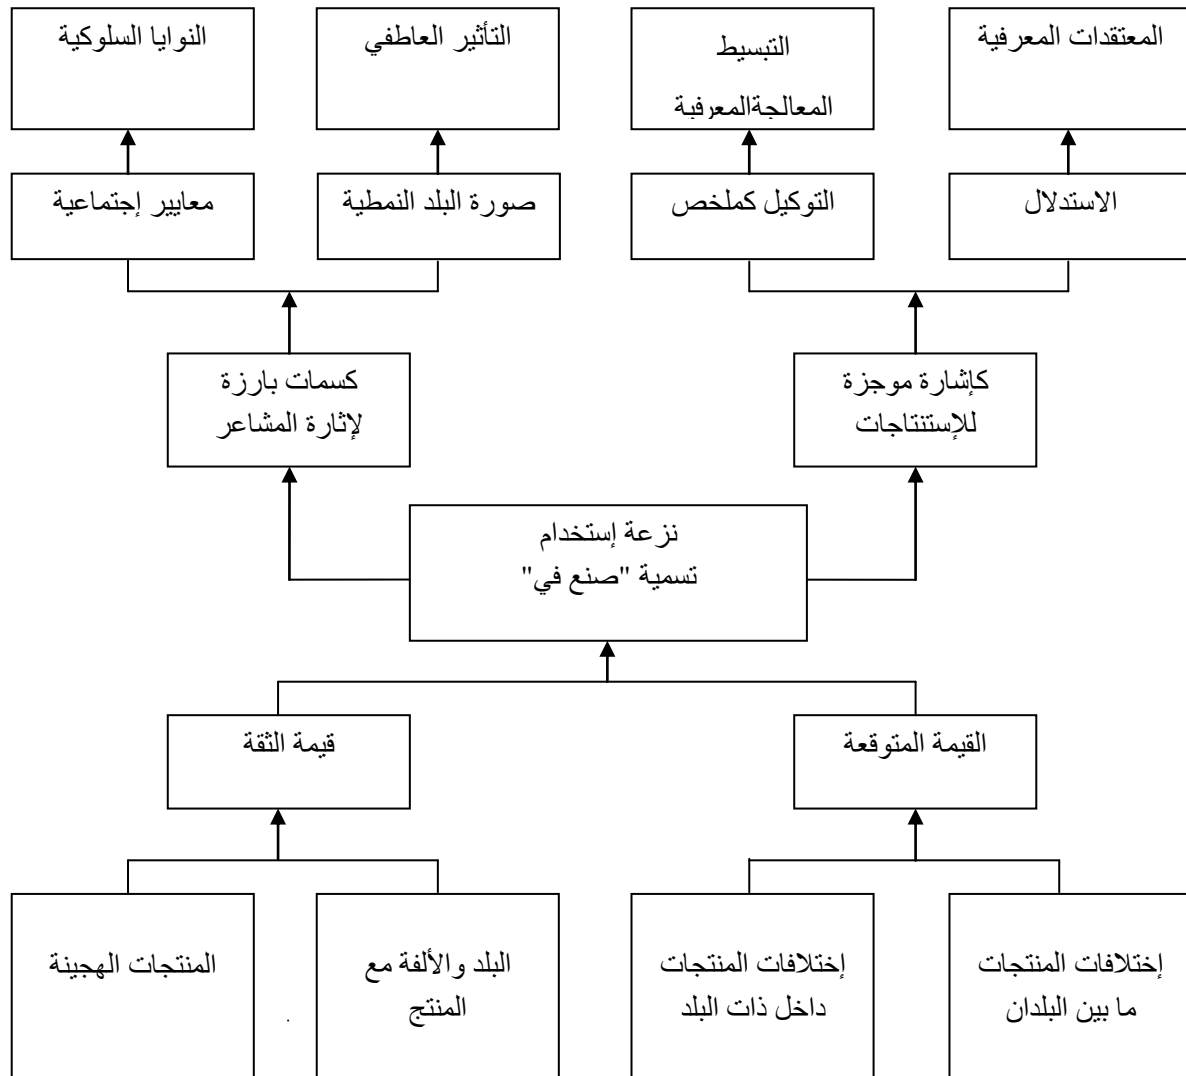 المعتقدات المعرفية
التبسيط
المعالجةالمعرفية
التأثير العاطفي
النوايا السلوكية
الاستدلال
التوكيل كملخص
صورة البلد النمطية
معايير إجتماعية
كإشارة موجزة
للإستنتاجات
كسمات بارزة
لإثارة المشاعر
نزعة إستخدام
تسمية "صنع في"
القيمة المتوقعة
قيمة الثقة
إختلافات المنتجات
ما بين البلدان
إختلافات المنتجات
داخل ذات البلد
البلد والألفة مع
المنتج
المنتجات الهجينة
.